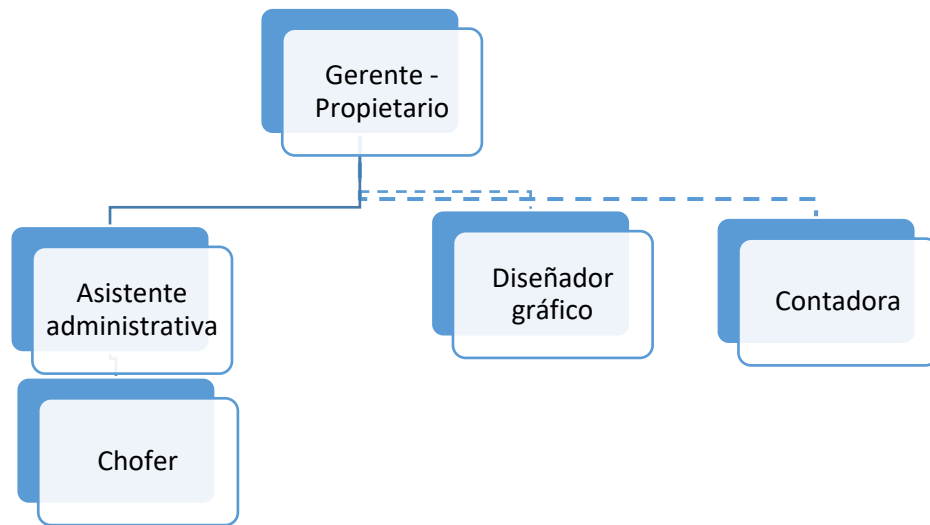 Gerente -
Propietario
Asistente
administrativa
Diseñador
gráfico
Contadora
Chofer